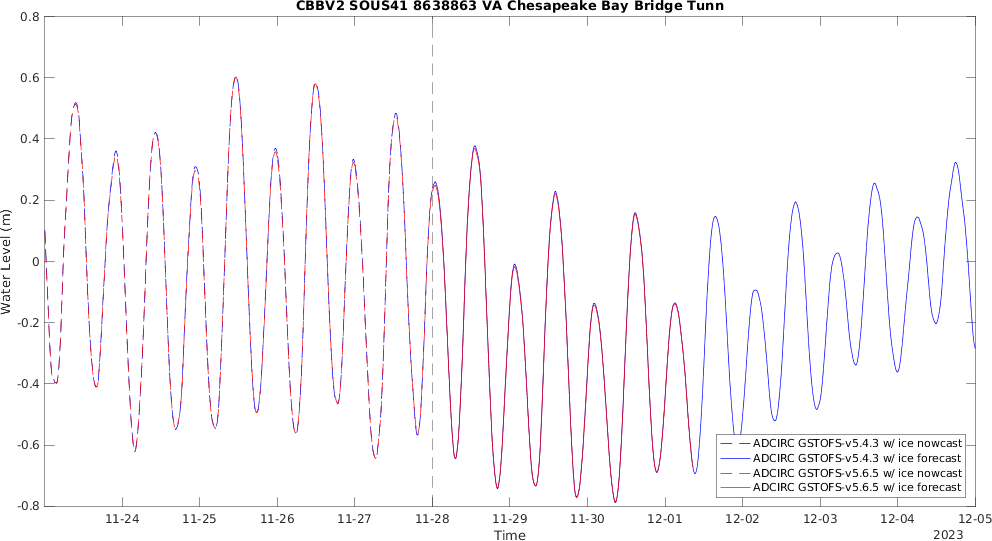 CBBV2 SOUS41 8638863 VA Chesapeake Bay Bridge Tunn
0.8
0.6
0.4
0.2
0
-0.2
-0.4
-0.6
-0.8
Water Level (m)
ADCIRC GSTOFS-v5.4.3 w/ ice nowcast
ADCIRC GSTOFS-v5.4.3 w/ ice forecast
ADCIRC GSTOFS-v5.6.5 w/ ice nowcast
ADCIRC GSTOFS-v5.6.5 w/ ice forecast
11-24 11-25 11-26 11-27 11-28 11-29 11-30 12-01 12-02 12-03 12-04 12-05
Time
2023